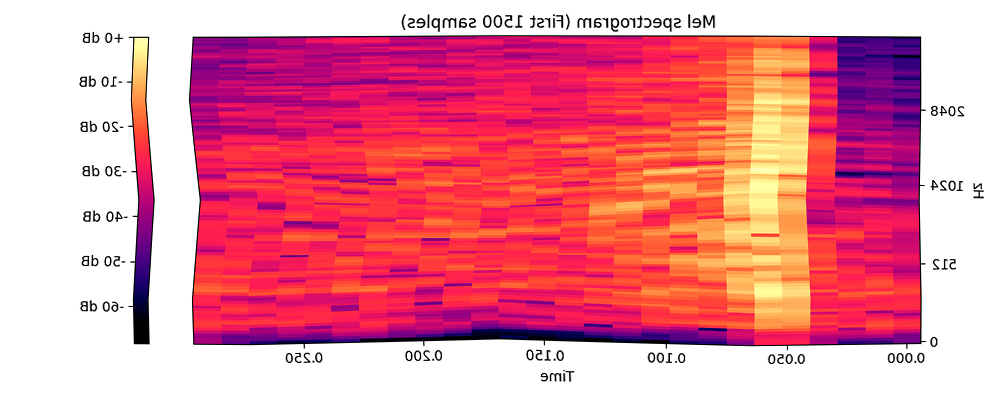 Mel spectrogram (First 1500 samples)
+0 dB
-10 dB
-20 dB
-30 dB
-40 dB
-50 dB
-60 dB
2048
1024
512
0
Hz
0.000
0.050
0.100
0.150
0.200
0.250
Time